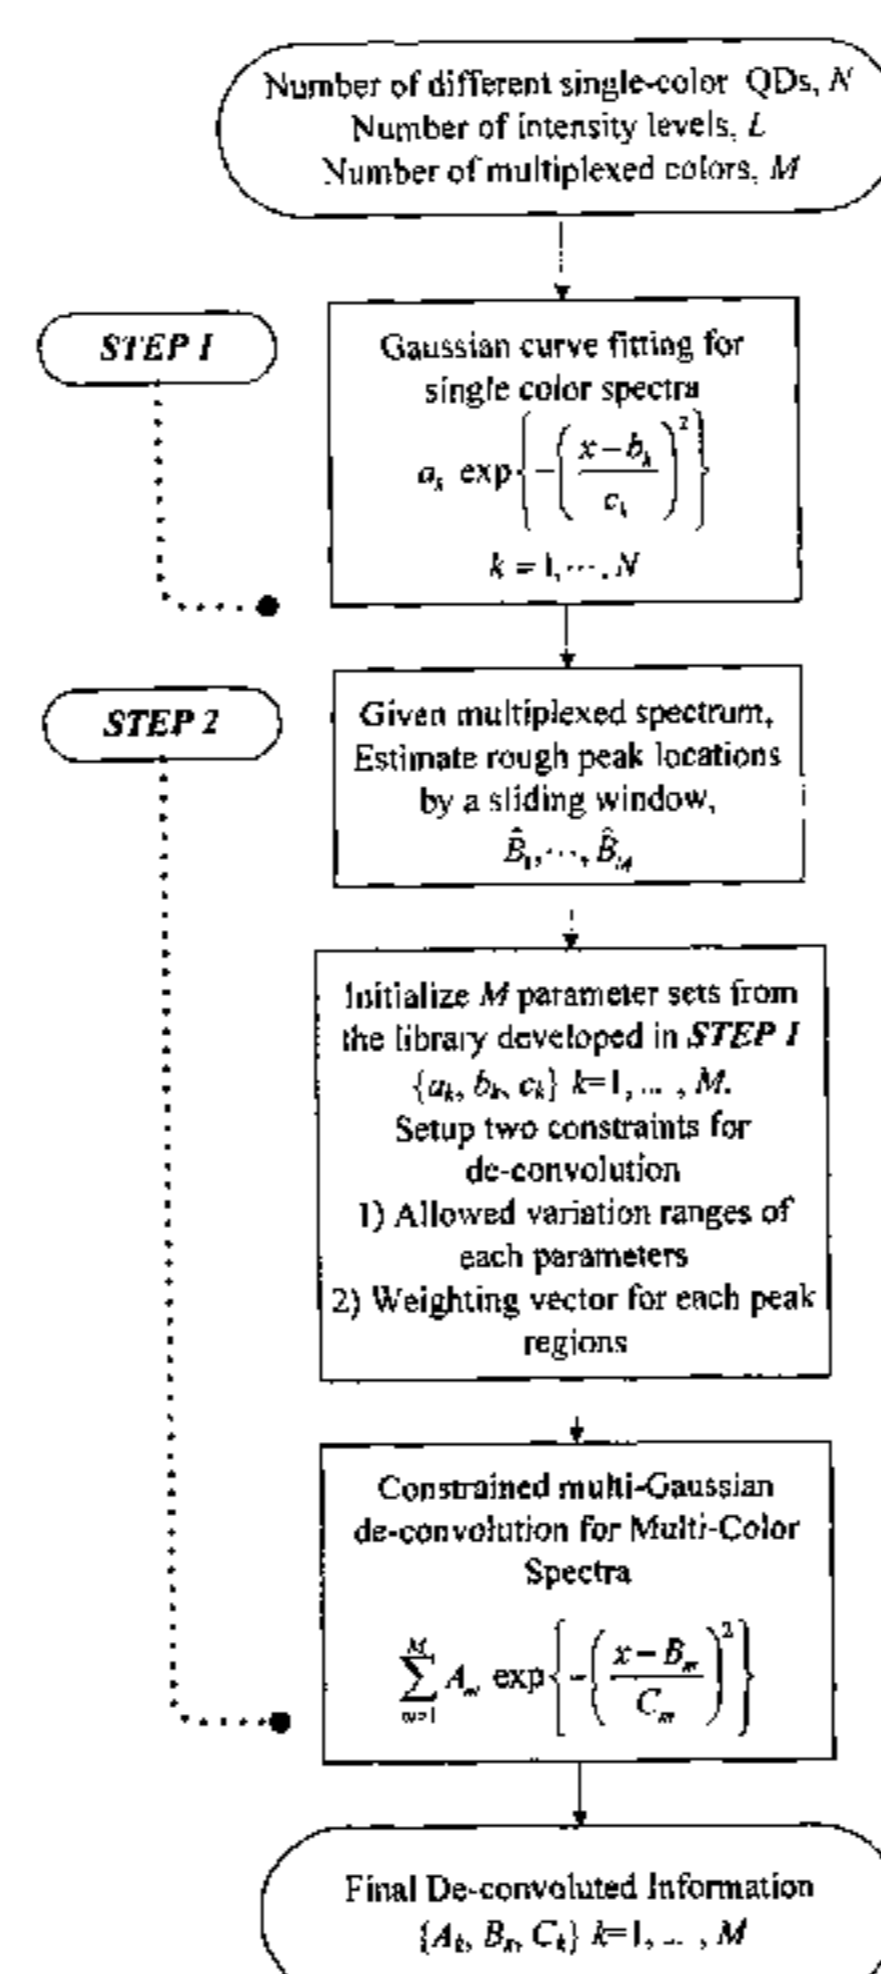 Number of different single-color QDs, N
Number of intensity levels, L
Number of multiplexed colors, M
STEP 1
Gaussian curve fitting for
single color spectra
a_k exp{-((x-b_k)/c_k)^2}
k = 1, ..., N
STEP 2
Given multiplexed spectrum,
Estimate rough peak locations
by a sliding window,
B̂_1, ..., B̂_M
Initialize M parameter sets from
the library developed in STEP 1
{a_k, b_k, c_k} k=1, ... , M.
Setup two constraints for
de-convolution
1) Allowed variation ranges of
each parameters
2) Weighting vector for each peak
regions
Constrained multi-Gaussian
de-convolution for Multi-Color
Spectra
∑_{m=1}^{M} A_m exp{-((x-B_m)/C_m)^2}
Final De-convoluted Information
{A_k, B_k, C_k} k=1, ... , M